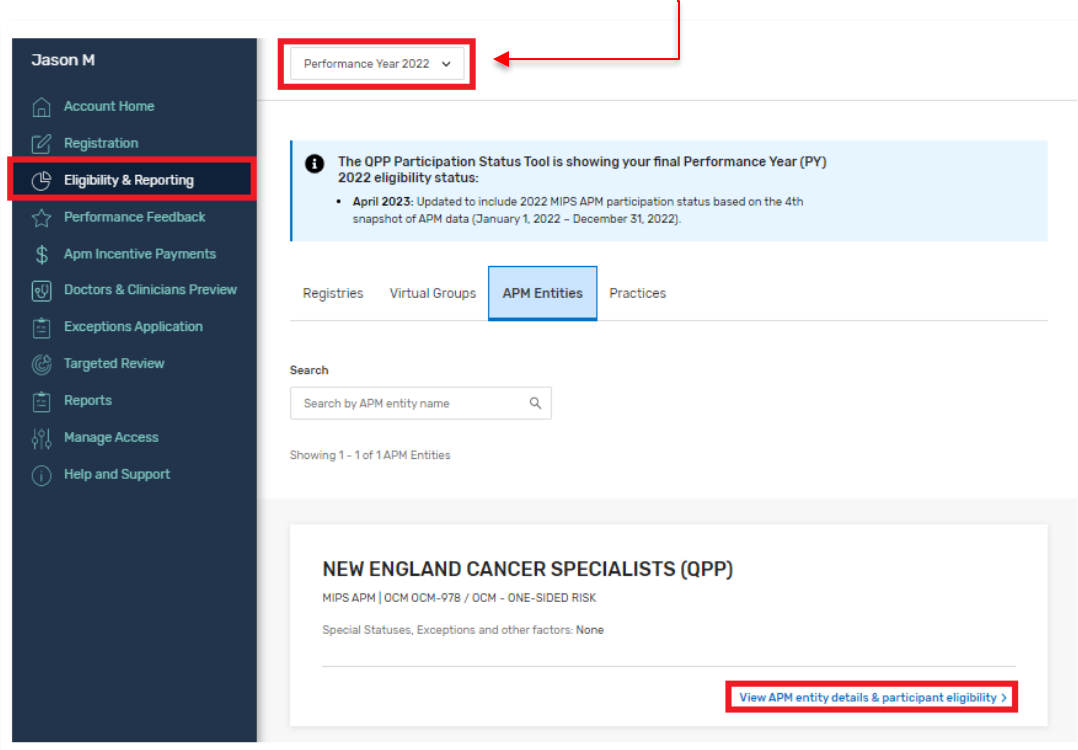 Jason M
Account Home
Registration
Eligibility & Reporting
Performance Feedback
Apm Incentive Payments
Doctors & Clinicians Preview
Exceptions Application
Targeted Review
Reports
Manage Access
Help and Support
Performance Year 2022
The QPP Participation Status Tool is showing your final Performance Year (PY)
2022 eligibility status:
• April 2023: Updated to include 2022 MIPS APM participation status based on the 4th
snapshot of APM data (January 1, 2022 – December 31, 2022).
Registries Virtual Groups APM Entities Practices
Search
Search by APM entity name
Showing 1 - 1 of 1 APM Entities
NEW ENGLAND CANCER SPECIALISTS (QPP)
MIPS APM | OCM OCM-978 / OCM - ONE-SIDED RISK
Special Statuses, Exceptions and other factors: None
View APM entity details & participant eligibility >